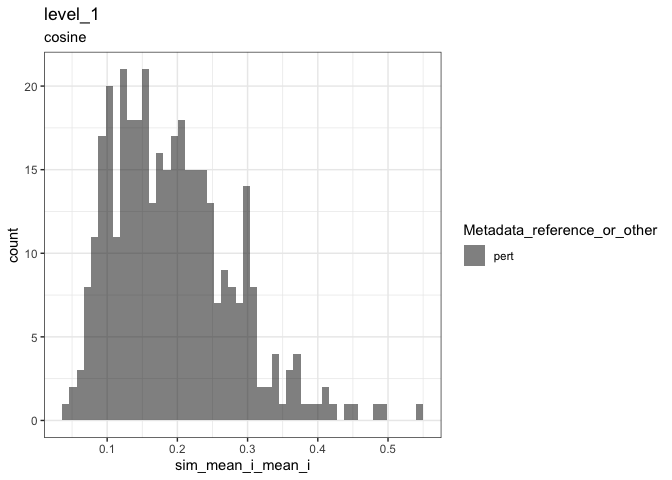 level_1
cosine
20
15
10
5
0
count
0.1 0.2 0.3 0.4 0.5
sim_mean_i_mean_i
Metadata_reference_or_other
pert